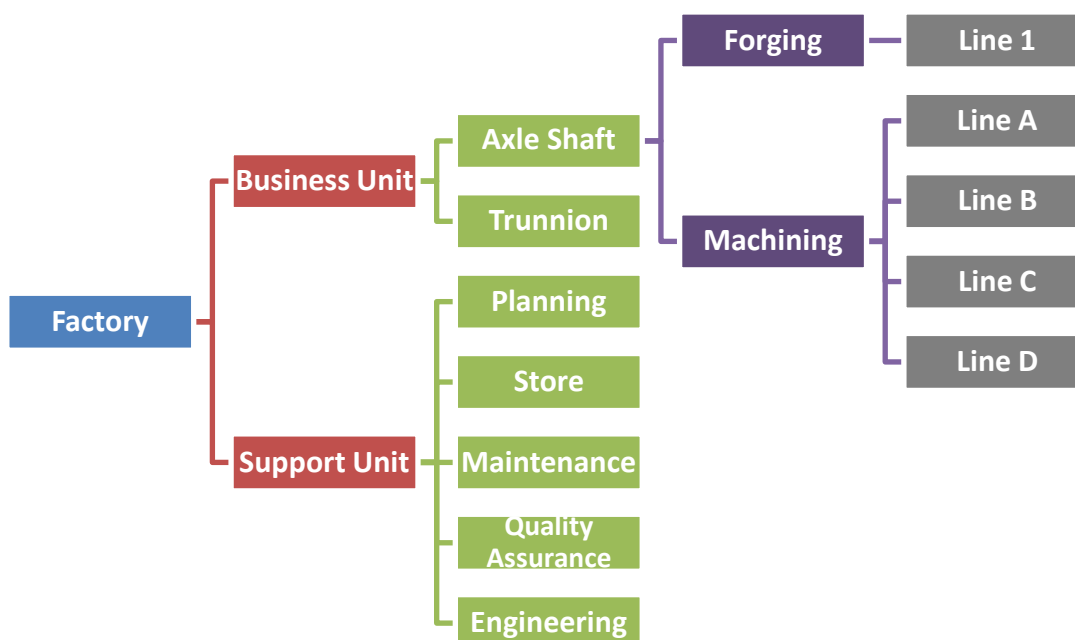 Factory
Business Unit
Support Unit
Axle Shaft
Trunnion
Planning
Store
Maintenance
Quality
Assurance
Engineering
Forging
Machining
Line 1
Line A
Line B
Line C
Line D